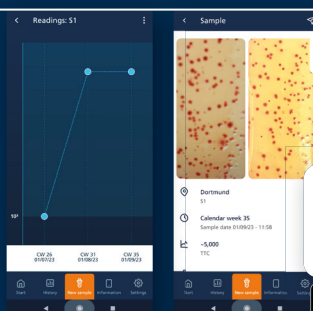 Readings: S1
10³
CW 26
01/07/23
CW 31
01/08/23
CW 35
01/09/23
Start
History
New sample
Information
Settings
Sample
Dortmund
S1
Calendar week 35
Sample date 01/09/23 - 11:58
~5,000
TTC
Start
History
New sample
Information
Settings